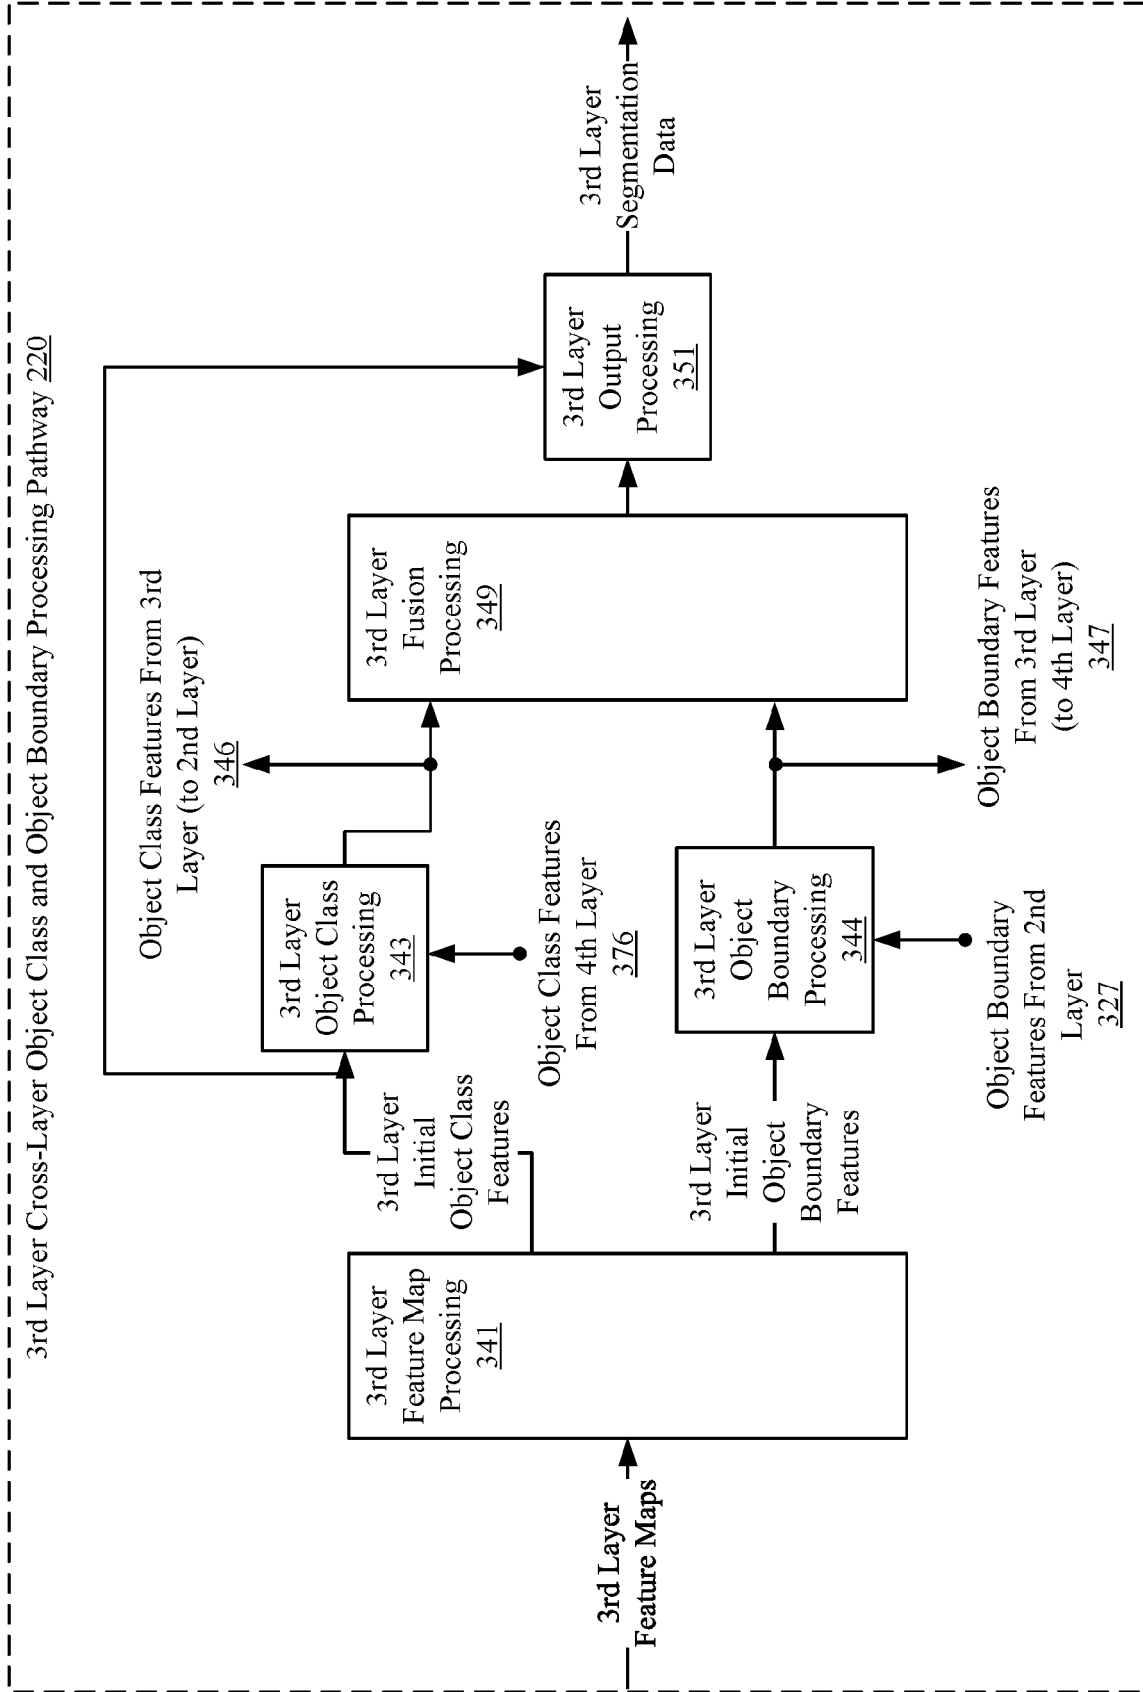 3rd Layer Cross-Layer Object Class and Object Boundary Processing Pathway 220
3rd Layer
Feature Maps
3rd Layer
Feature Map
Processing
341
3rd Layer
Initial
Object Class
Features
3rd Layer
Initial
Object
Boundary
Features
3rd Layer
Object Class
Processing
343
Object Class Features
From 4th Layer
376
3rd Layer
Object
Boundary
Processing
344
Object Boundary
Features From 2nd
Layer
327
Object Class Features From 3rd
Layer (to 2nd Layer)
346
Object Boundary Features
From 3rd Layer
(to 4th Layer)
347
3rd Layer
Fusion
Processing
349
3rd Layer
Output
Processing
351
3rd Layer
Segmentation
Data